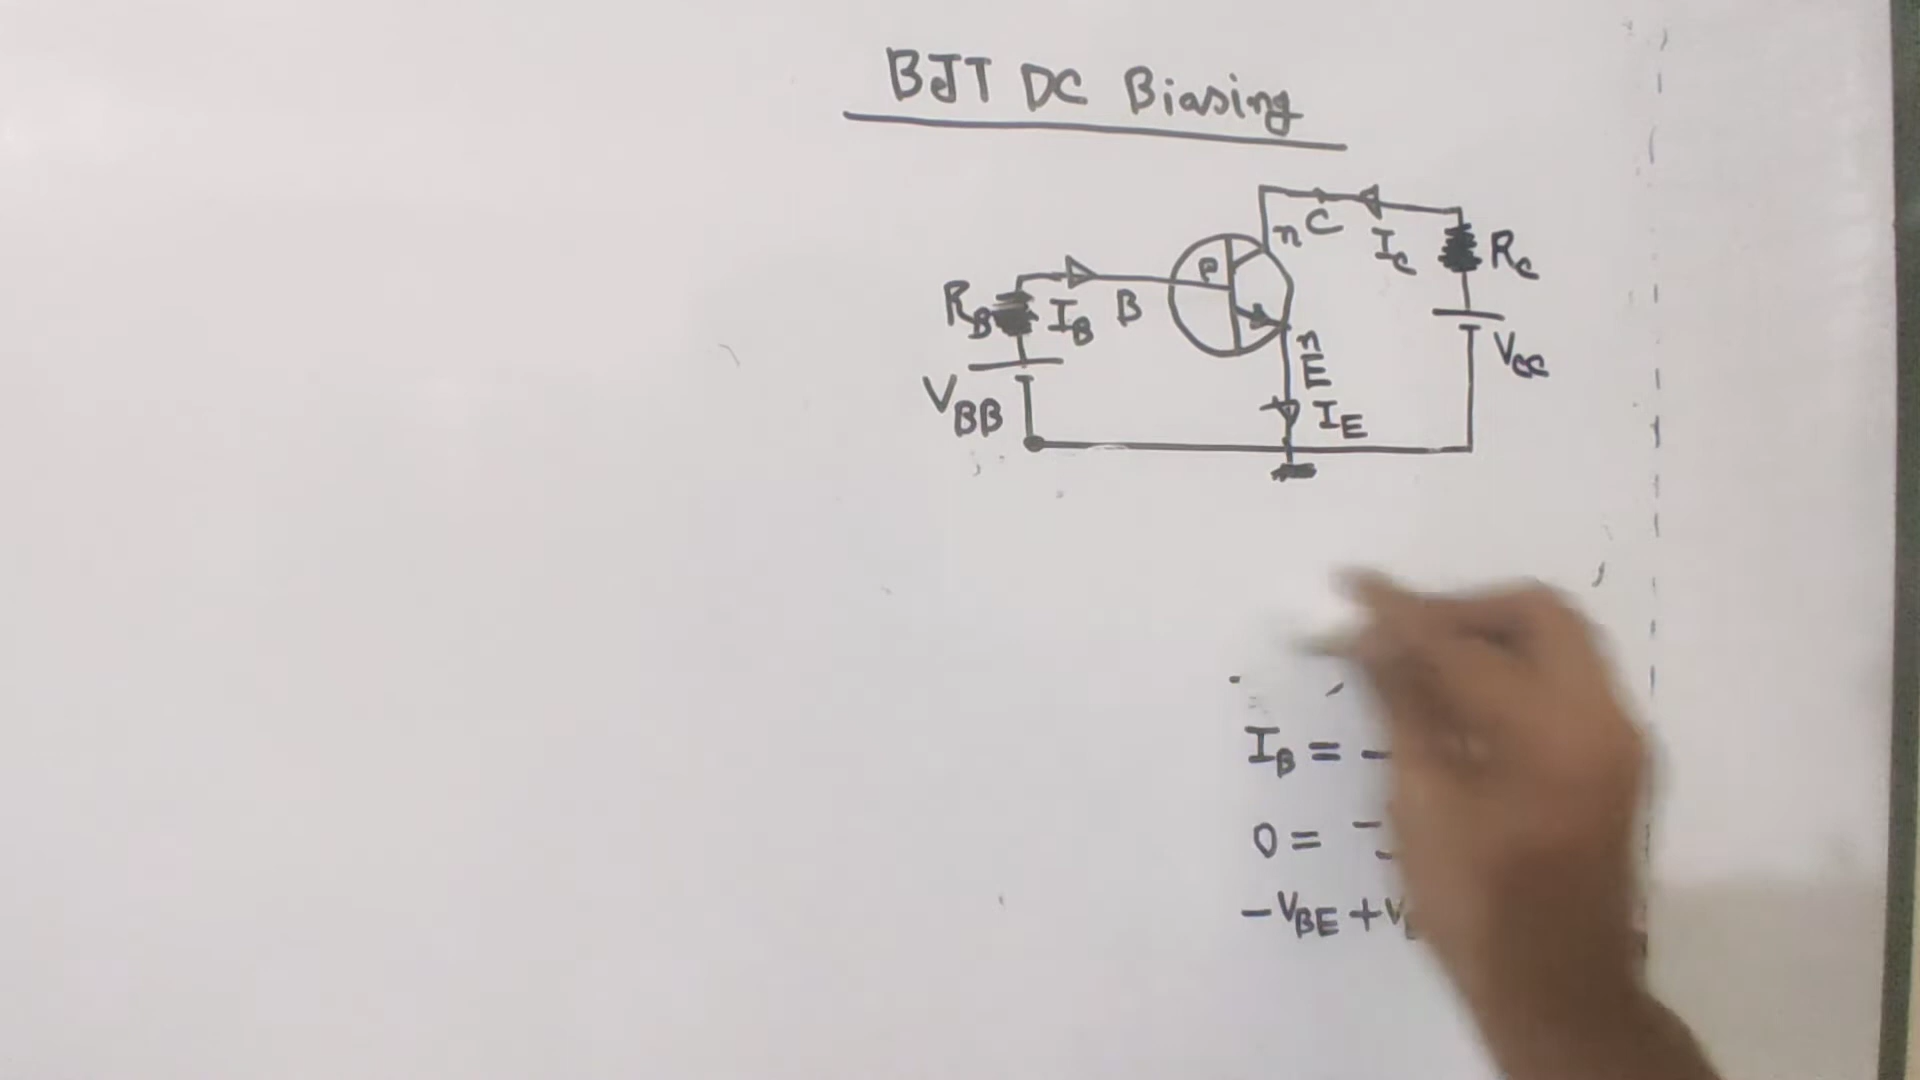 BJT DC Biasing
n C
I_C
R_C
P
R_B
I_B
B
n
E
V_CC
V_BB
I_E
I_B = -
0 =
-V_BE +